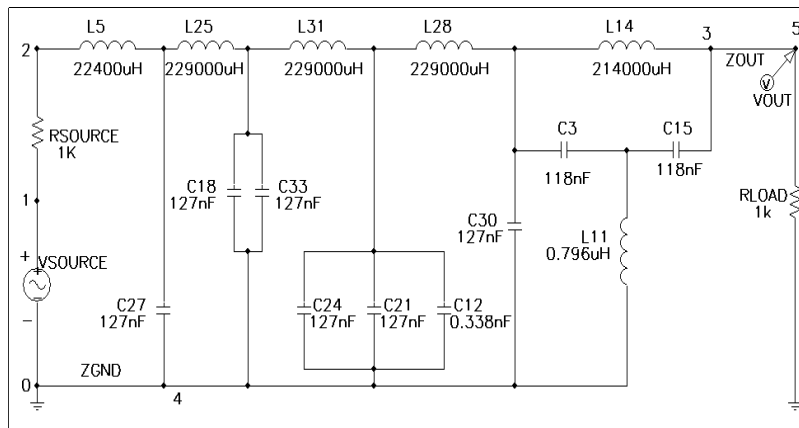 L5 L25 L31 L28 L14 3 5
2 22400uH 229000uH 229000uH 229000uH 214000uH ZOUT
V
VOUT
RSOURCE
1K
C3 C15
118nF 118nF
C18 C33
127nF 127nF
1
RLOAD
1k
C30
127nF
L11
0.796uH
+ VSOURCE
+
C27
127nF
C24 C21 C12
127nF 127nF 0.338nF
−
−
ZGND
0 4